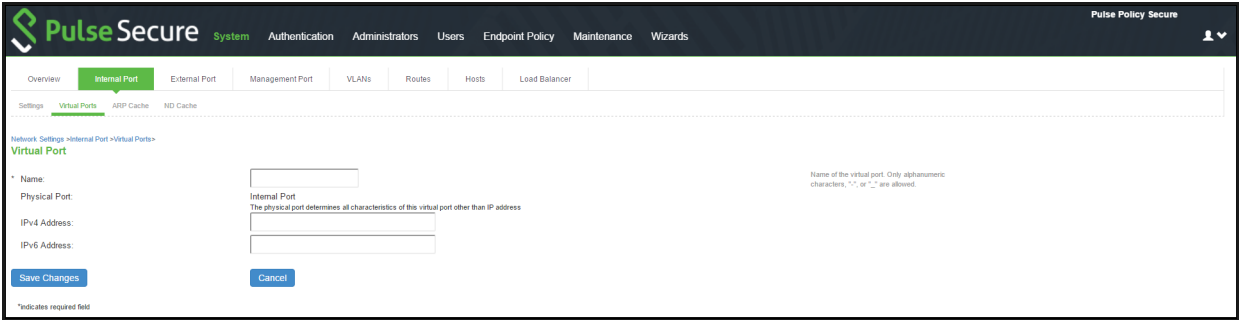 Pulse Policy Secure
Pulse Secure System Authentication Administrators Users Endpoint Policy Maintenance Wizards
Overview Internal Port External Port Management Port VLANs Routes Hosts Load Balancer
Settings Virtual Ports ARP Cache ND Cache
Network Settings >Internal Port >Virtual Ports>
Virtual Port
* Name:
Name of the virtual port. Only alphanumeric
characters, "-", or "_" are allowed.
Physical Port: Internal Port
The physical port determines all characteristics of this virtual port other than IP address
IPv4 Address:
IPv6 Address:
Save Changes Cancel
*indicates required field